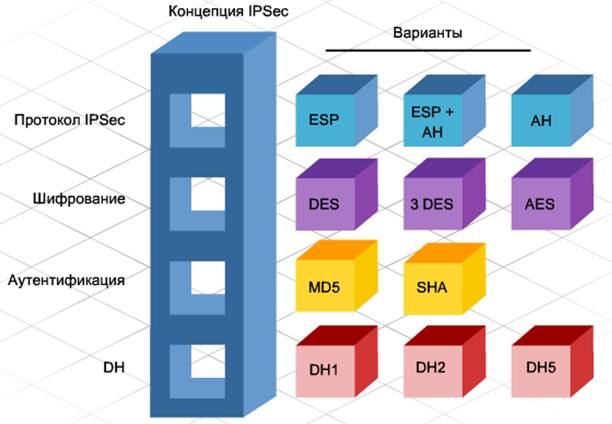 Концепция IPSec
Варианты
Протокол IPSec
ESP
ESP +
AH
AH
Шифрование
DES
3 DES
AES
Аутентификация
MD5
SHA
DH
DH1
DH2
DH5